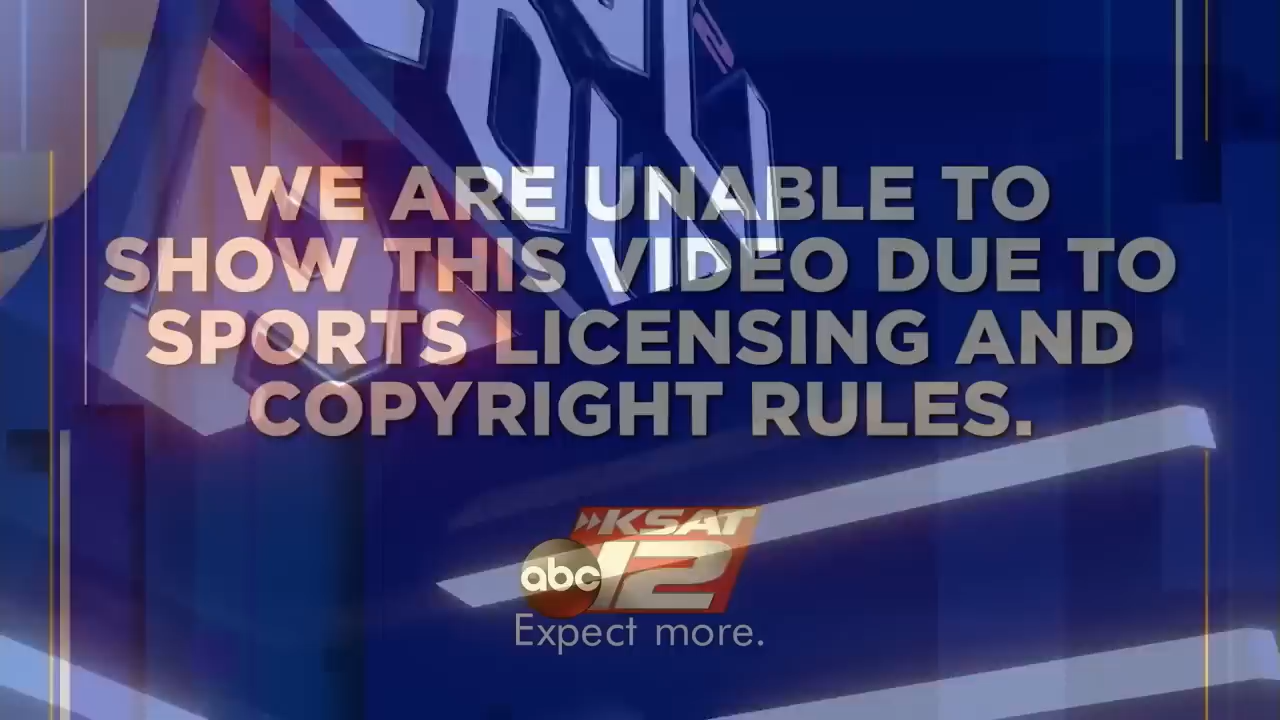 WE ARE UNABLE TO
SHOW THIS VIDEO DUE TO
SPORTS LICENSING AND
COPYRIGHT RULES.
KSAT
abc 12
Expect more.